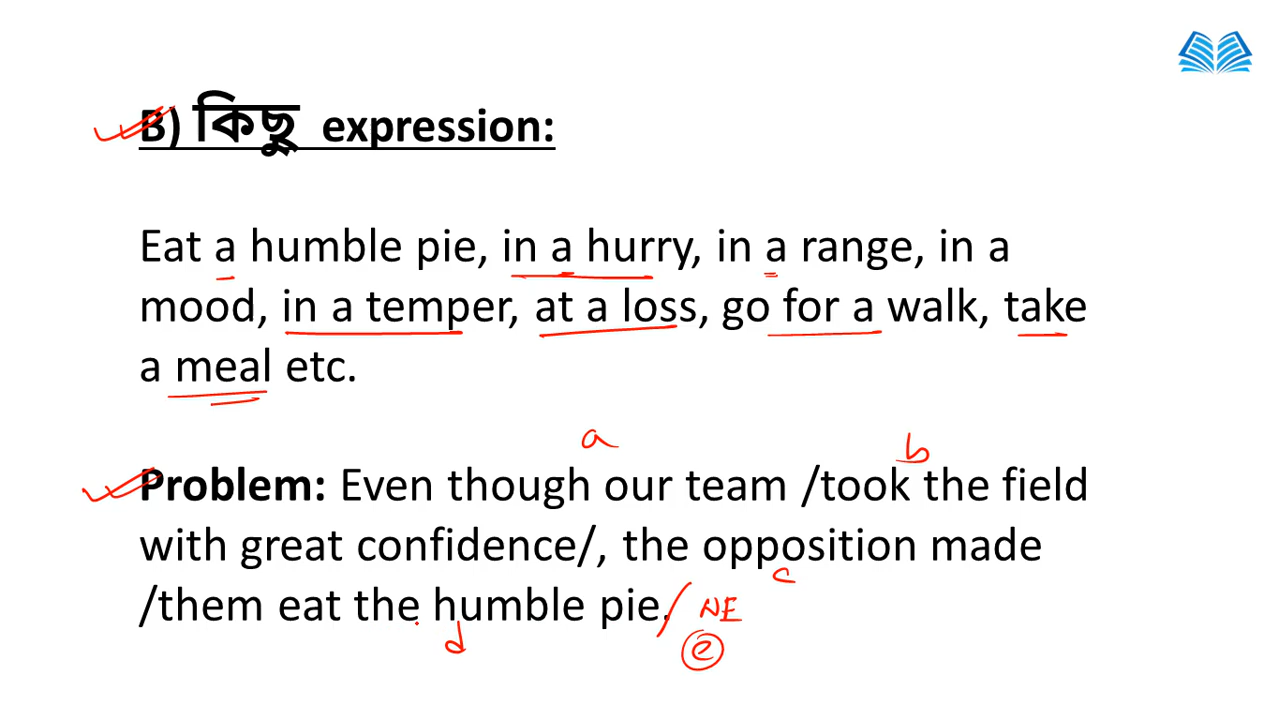 B) কিছু expression:
Eat a humble pie, in a hurry, in a range, in a
mood, in a temper, at a loss, go for a walk, take
a meal etc.
a b
Problem: Even though our team /took the field
with great confidence/, the opposition made
c
/them eat the humble pie. / NE
d e